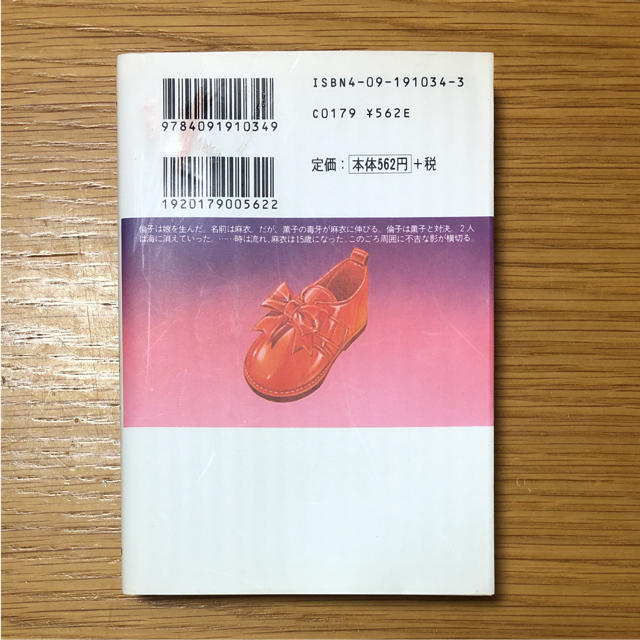 ISBN4-09-191034-3
9784091910349
C0179 ¥562E
定価：本体562円＋税
1920179005622
倫子は娘を生んだ。名前は麻衣。だが、薫子の毒牙が麻衣に伸びる。倫子は薫子と対決。2人
は海に消えていった。……時は流れ、麻衣は15歳になった。このごろ周囲に不吉な影が横切る。